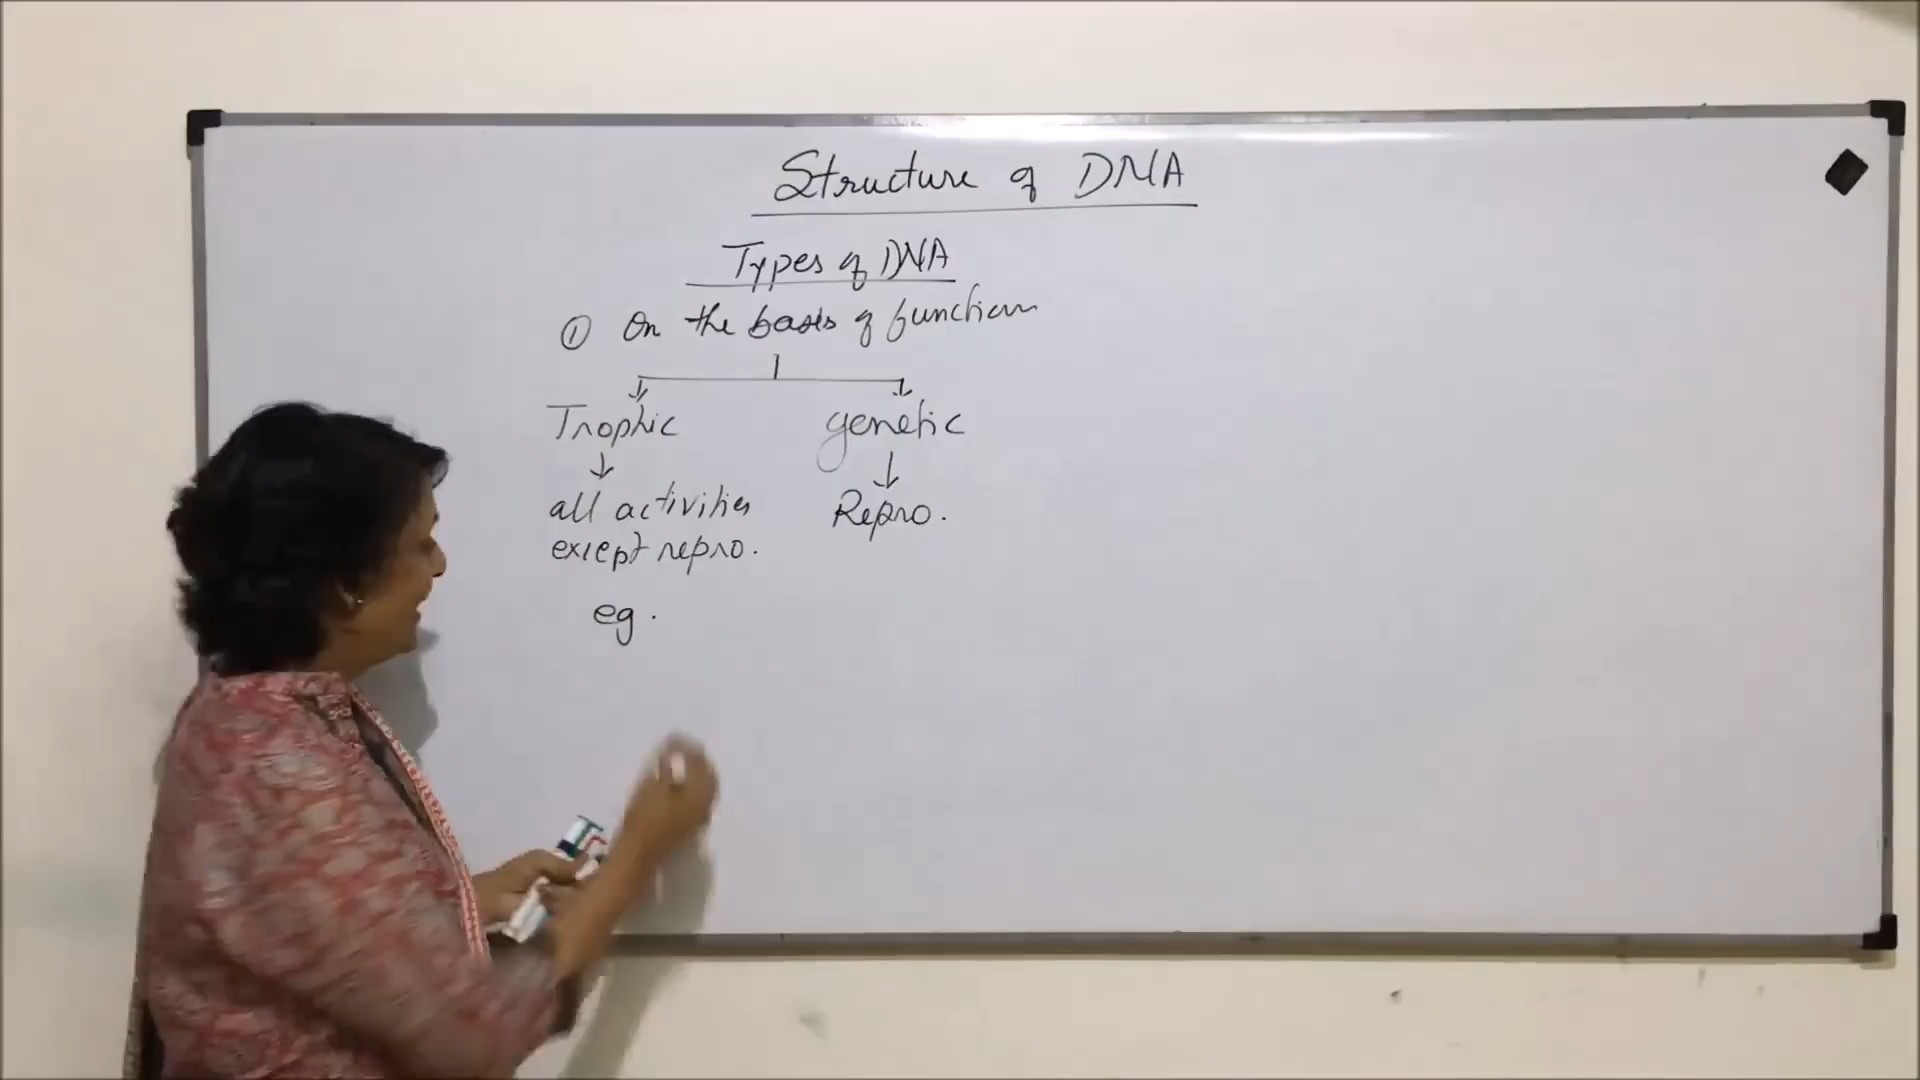 Structure of DNA
Types of DNA
① On the basis of function
Trophic genetic
all activities Repro.
except repro.
eg.